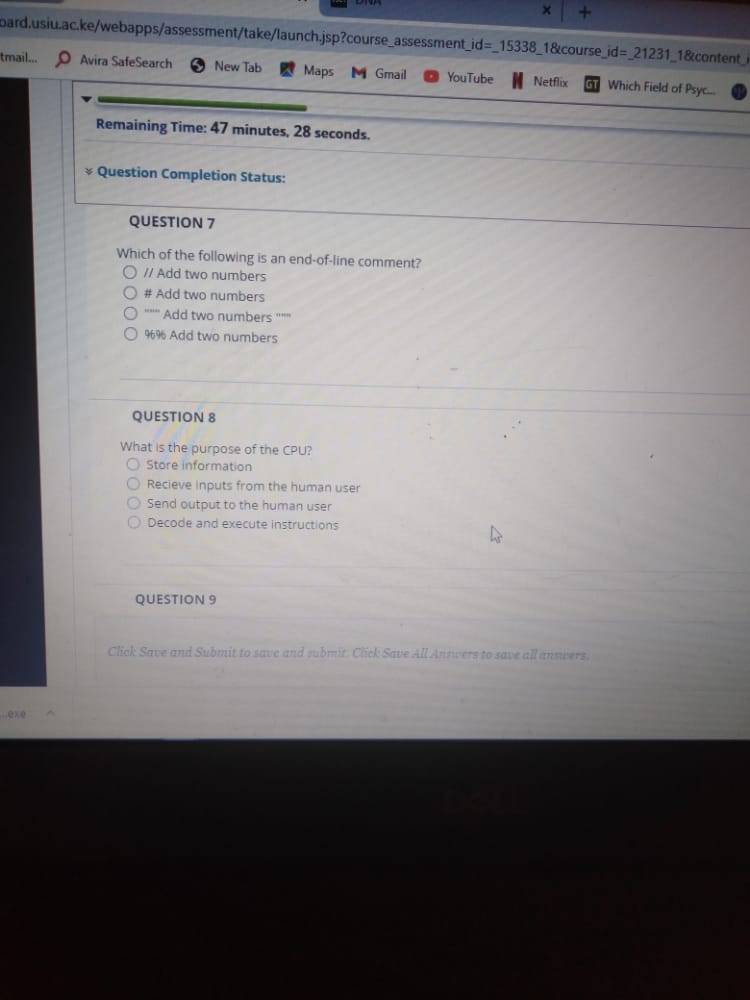 DNA
oard.usiu.ac.ke/webapps/assessment/take/launch.jsp?course_assessment_id=_15338_1&course_id=_21231_1&content_i
tmail... Avira SafeSearch New Tab Maps Gmail YouTube Netflix GT Which Field of Psyc...
Remaining Time: 47 minutes, 28 seconds.
Question Completion Status:
QUESTION 7
Which of the following is an end-of-line comment?
// Add two numbers
# Add two numbers
""" Add two numbers """
%% Add two numbers
QUESTION 8
What is the purpose of the CPU?
Store information
Recieve inputs from the human user
Send output to the human user
Decode and execute instructions
QUESTION 9
Click Save and Submit to save and submit. Click Save All Answers to save all answers.
...exe